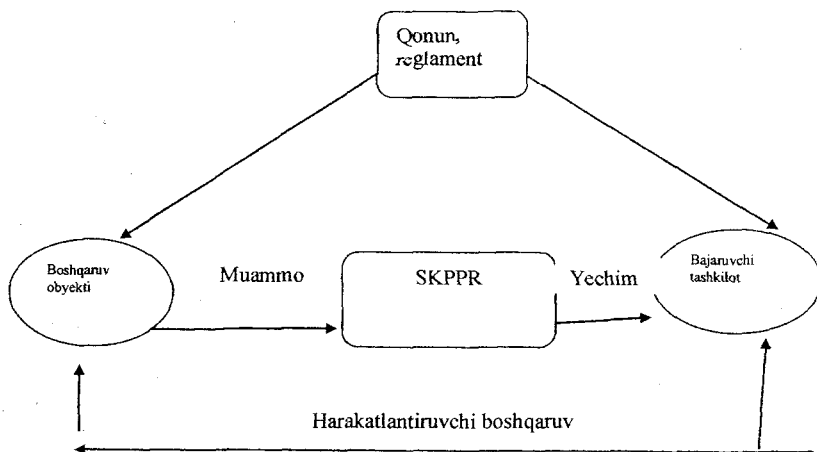 Qonun,
reglament
Boshqaruv
obyekti
Muammo
SKPPR
Yechim
Bajaruvchi
tashkilot
Harakatlantiruvchi boshqaruv